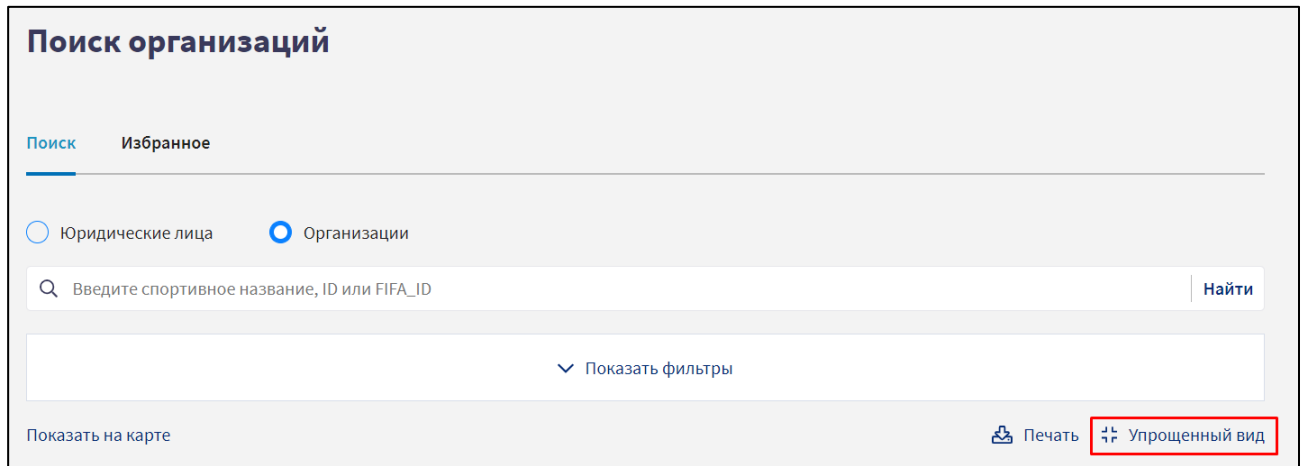 Поиск организаций
Поиск Избранное
Юридические лица Организации
Введите спортивное название, ID или FIFA_ID Найти
Показать фильтры
Показать на карте Печать Упрощенный вид